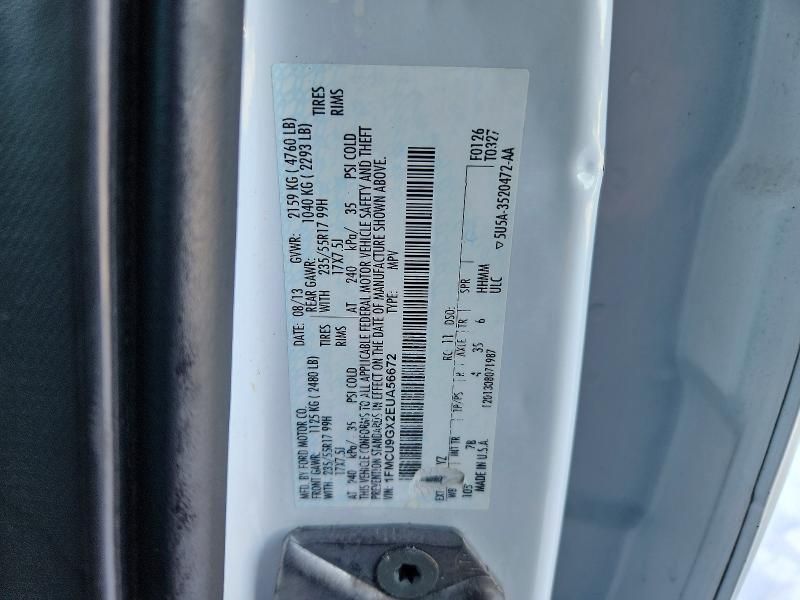 MFD. BY FORD MOTOR CO. DATE: 08/13 GVWR: 2159 KG ( 4760 LB)
FRONT GAWR: 1125 KG ( 2480 LB) REAR GAWR: 1040 KG ( 2293 LB)
WITH 235/55R17 99H TIRES WITH 235/55R17 99H TIRES
17X7.5J RIMS 17X7.5J RIMS
AT 240 kPa/ 35 PSI COLD AT 240 kPa/ 35 PSI COLD
THIS VEHICLE CONFORMS TO ALL APPLICABLE FEDERAL MOTOR VEHICLE SAFETY AND THEFT
PREVENTION STANDARDS IN EFFECT ON THE DATE OF MANUFACTURE SHOWN ABOVE.
VIN: 1FMCU9GX2EUA56672 TYPE: MPV
F0126
T0327
EXT YZ RC: 11 DSO:
WB INT TR TP/PS R AXLE TR SPR
105 7B 4 35 6 HHMM
MADE IN U.S.A. 1201308071987 ULC
▽5U5A-3520472-AA